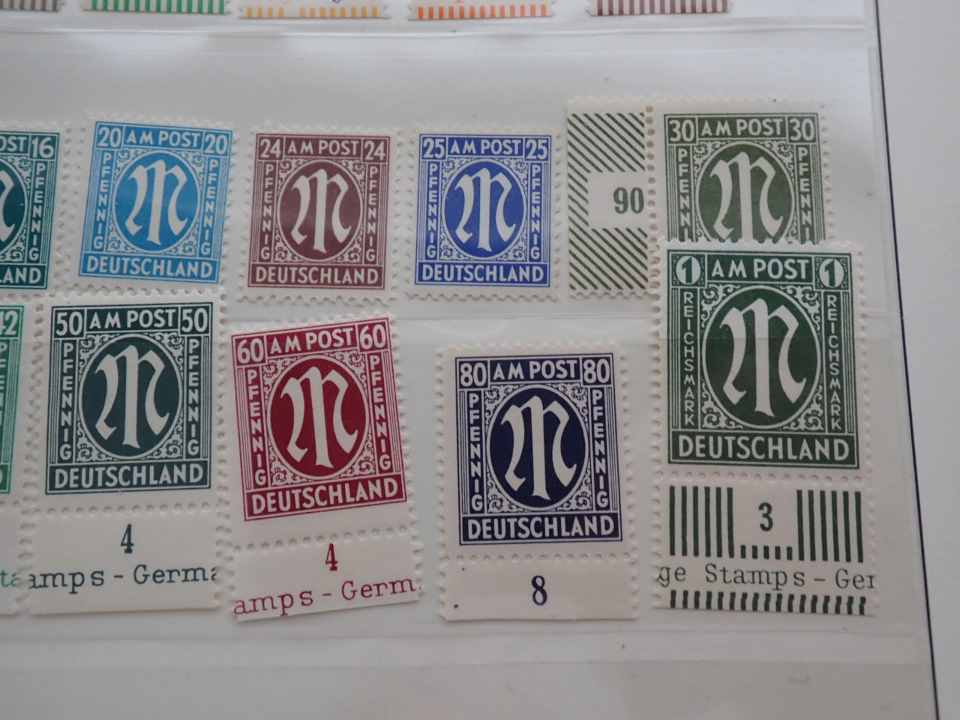 16
PFENNIG
20 AM POST 20
PFENNIG M PFENNIG
DEUTSCHLAND
24 AM POST 24
PFENNIG M PFENNIG
DEUTSCHLAND
25 AM POST 25
PFENNIG M PFENNIG
DEUTSCHLAND
90
30 AM POST 30
M
42
50 AM POST 50
PFENNIG M PFENNIG
DEUTSCHLAND
4
amps - Germa
60 AM POST 60
PFENNIG M PFENNIG
DEUTSCHLAND
4
amps - Germ
80 AM POST 80
PFENNIG M PFENNIG
DEUTSCHLAND
8
1 AM POST 1
REICHSMARK M REICHSMARK
DEUTSCHLAND
3
ge Stamps - Ger